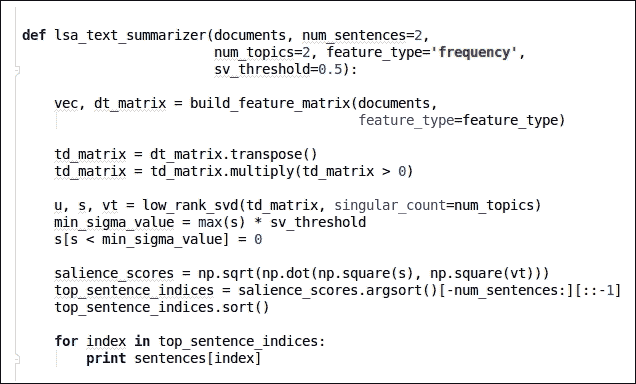 def lsa_text_summarizer(documents, num_sentences=2,
                        num_topics=2, feature_type='frequency',
                        sv_threshold=0.5):
    vec, dt_matrix = build_feature_matrix(documents,
                                          feature_type=feature_type)
    td_matrix = dt_matrix.transpose()
    td_matrix = td_matrix.multiply(td_matrix > 0)
    u, s, vt = low_rank_svd(td_matrix, singular_count=num_topics)
    min_sigma_value = max(s) * sv_threshold
    s[s < min_sigma_value] = 0
    salience_scores = np.sqrt(np.dot(np.square(s), np.square(vt)))
    top_sentence_indices = salience_scores.argsort()[-num_sentences:][::-1]
    top_sentence_indices.sort()
    for index in top_sentence_indices:
        print sentences[index]